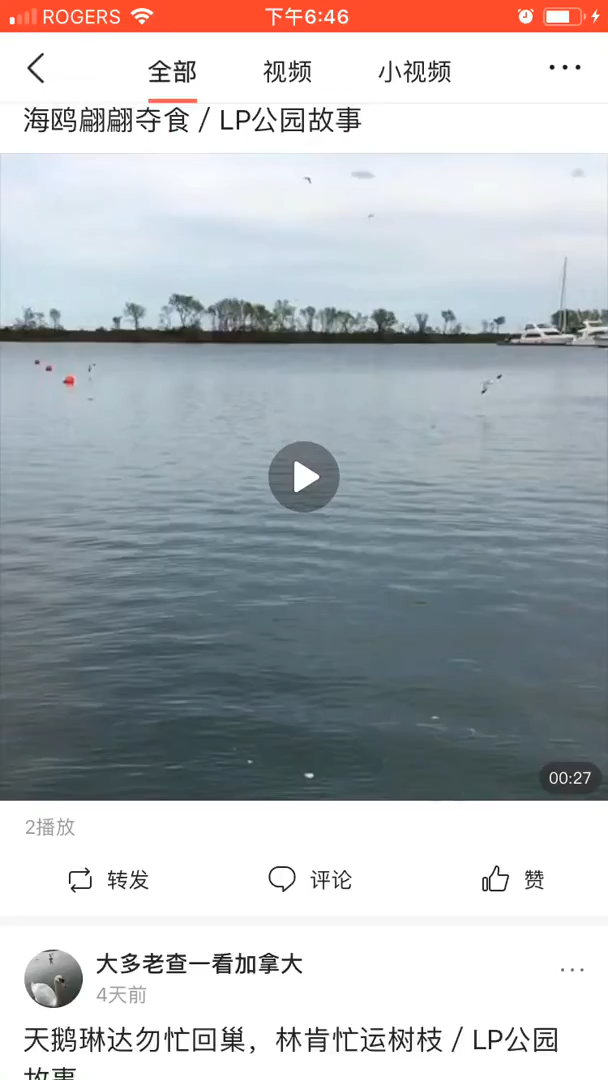 ROGERS 下午6:46
全部 视频 小视频
海鸥翩翩夺食 / LP公园故事
00:27
2播放
转发 评论 赞
大多老查一看加拿大
4天前
天鹅琳达勿忙回巢，林肯忙运树枝 / LP公园
故事